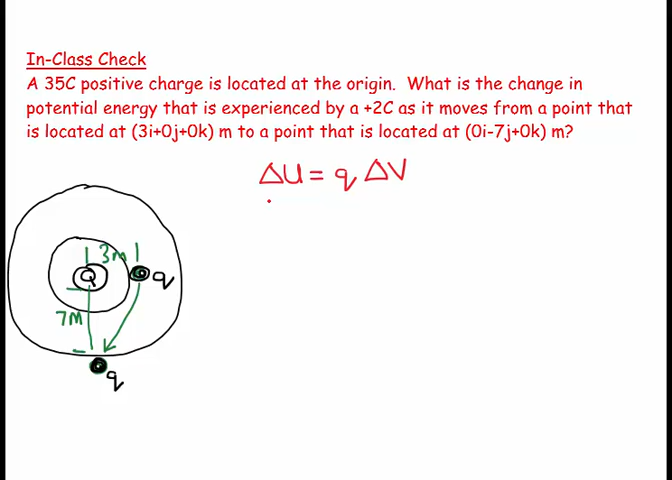 In-Class Check
A 35C positive charge is located at the origin. What is the change in
potential energy that is experienced by a +2C as it moves from a point that
is located at (3i+0j+0k) m to a point that is located at (0i-7j+0k) m?
ΔU = q ΔV
3m
Q
q
7M
q